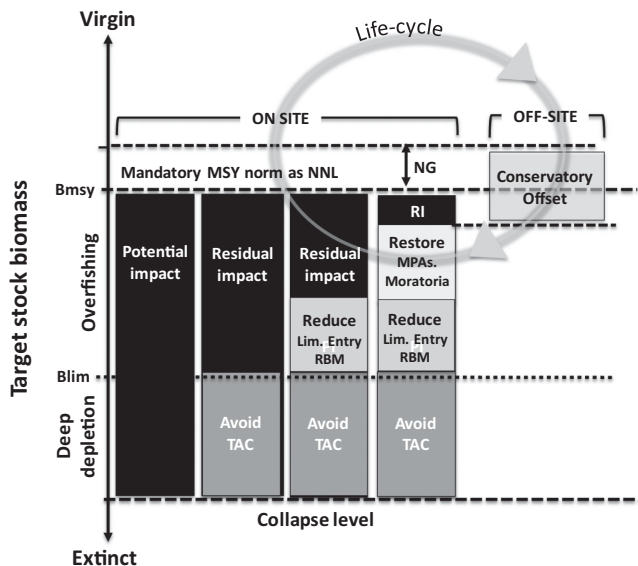 Virgin
Life-cycle
ON SITE
OFF-SITE
NG
Mandatory MSY norm as NNL
Conservatory
Offset
Bmsy
RI
Potential
impact
Residual
impact
Residual
impact
Restore
MPAs.
Moratoria
Reduce
Lim. Entry
RBM
Reduce
Lim. Entry
RBM
Overfishing
Target stock biomass
Blim
Deep
depletion
Avoid
TAC
Avoid
TAC
Avoid
TAC
Collapse level
Extinct